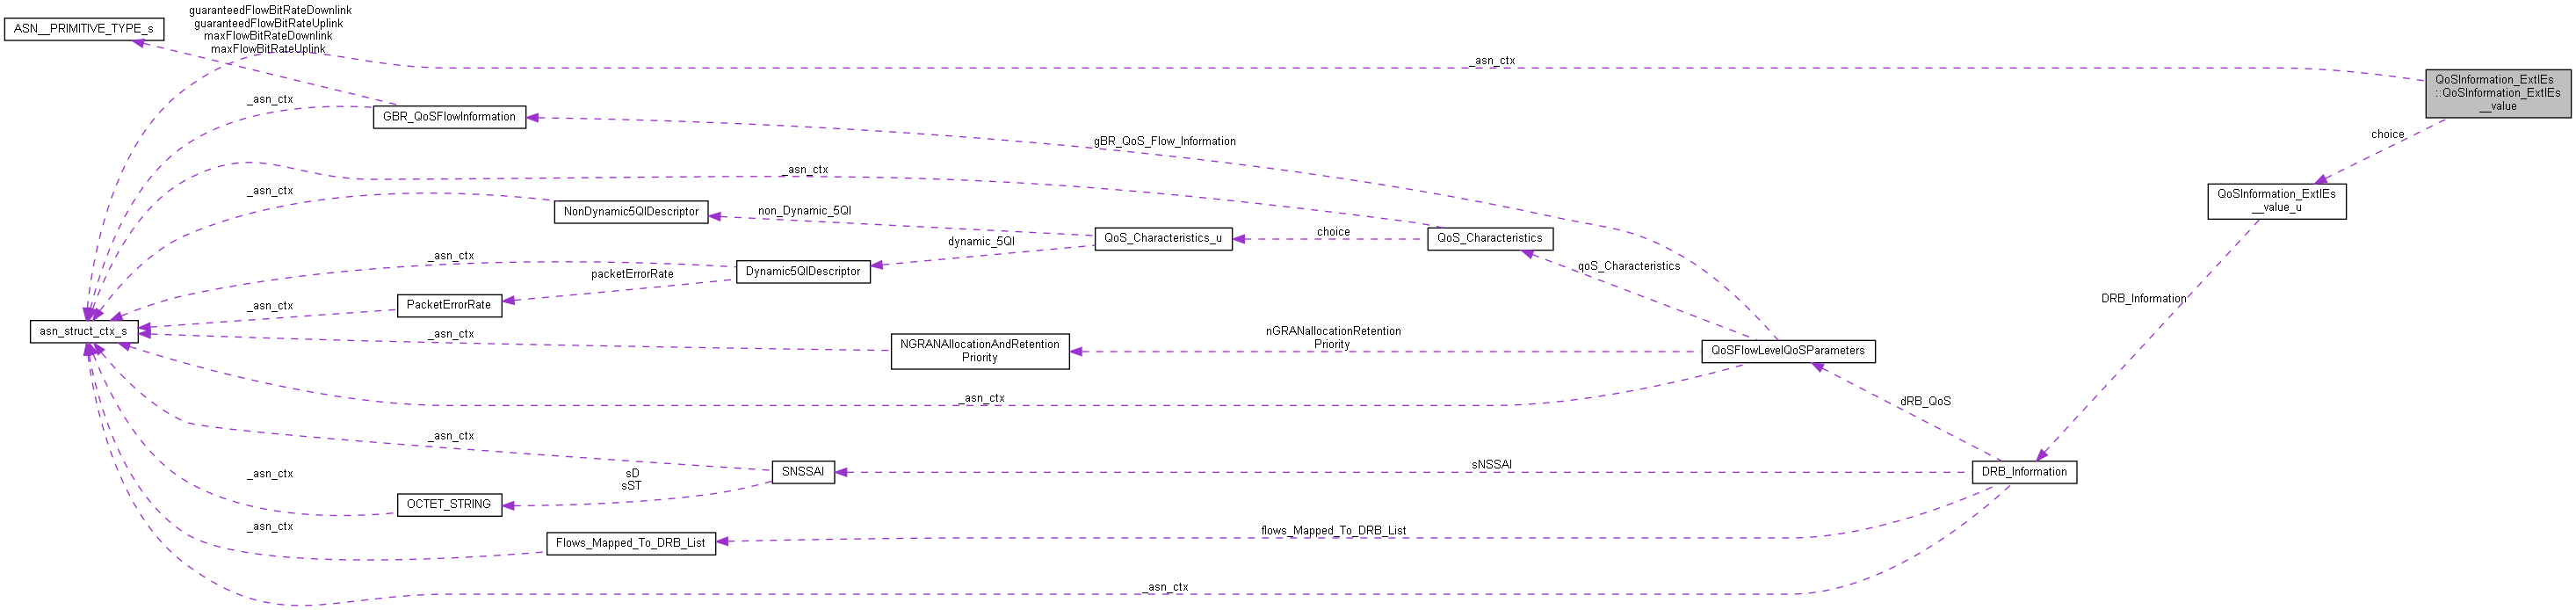 guaranteedFlowBitRateDownlink
guaranteedFlowBitRateUplink
maxFlowBitRateDownlink
maxFlowBitRateUplink
ASN__PRIMITIVE_TYPE_s
_asn_ctx
QoSInformation_ExtIEs
::QoSInformation_ExtIEs
__value
_asn_ctx
GBR_QoSFlowInformation
gBR_QoS_Flow_Information
choice
_asn_ctx
_asn_ctx
QoSInformation_ExtIEs
__value_u
NonDynamic5QIDescriptor
non_Dynamic_5QI
QoS_Characteristics_u
choice
QoS_Characteristics
dynamic_5QI
_asn_ctx
Dynamic5QIDescriptor
packetErrorRate
qoS_Characteristics
_asn_ctx
PacketErrorRate
DRB_Information
asn_struct_ctx_s
_asn_ctx
NGRANAllocationAndRetention
Priority
nGRANallocationRetention
Priority
QoSFlowLevelQoSParameters
_asn_ctx
dRB_QoS
_asn_ctx
SNSSAI
sNSSAI
DRB_Information
_asn_ctx
sD
sST
OCTET_STRING
_asn_ctx
Flows_Mapped_To_DRB_List
flows_Mapped_To_DRB_List
_asn_ctx